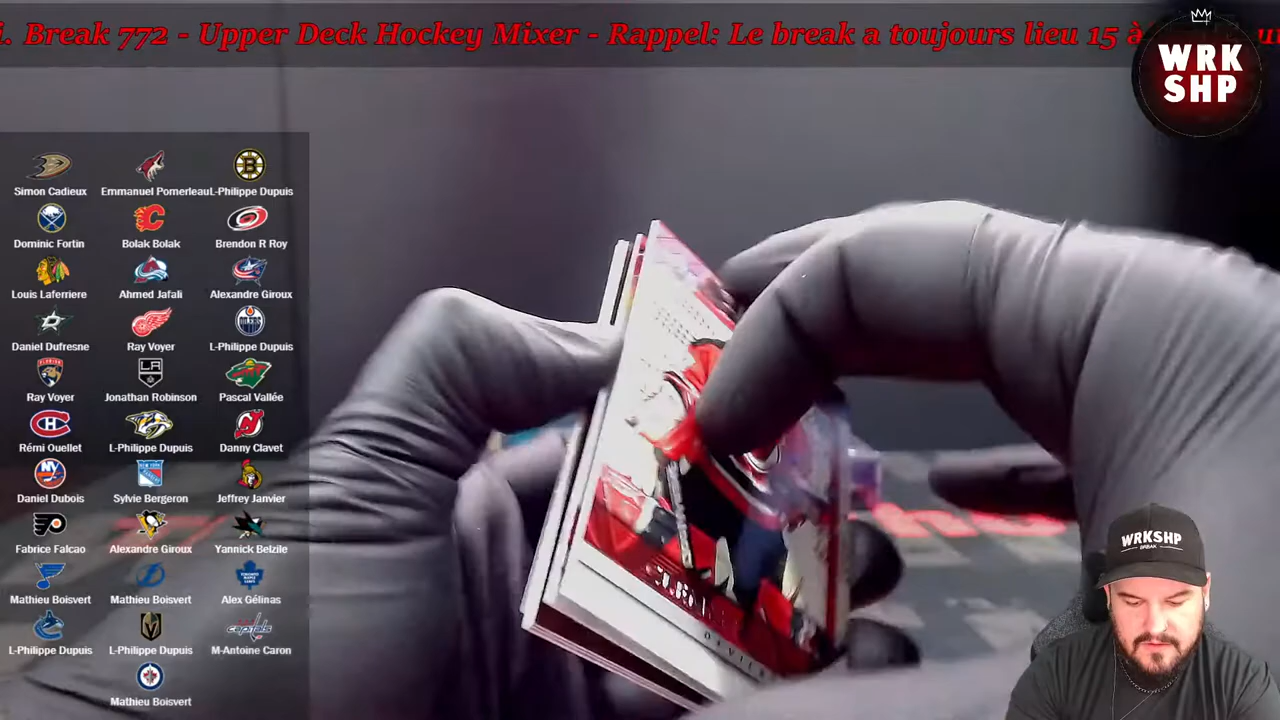 i. Break 772 - Upper Deck Hockey Mixer - Rappel: Le break a toujours lieu 15 à
WRK
SHP
Simon Cadieux
Emmanuel Pomerleau
L-Philippe Dupuis
Dominic Fortin
Bolak Bolak
Brendon R Roy
Louis Laferriere
Ahmed Jafali
Alexandre Giroux
Daniel Dufresne
Ray Voyer
L-Philippe Dupuis
Ray Voyer
Jonathan Robinson
Pascal Vallée
Rémi Ouellet
L-Philippe Dupuis
Danny Clavet
Daniel Dubois
Sylvie Bergeron
Jeffrey Janvier
Fabrice Falcao
Alexandre Giroux
Yannick Belzile
Mathieu Boisvert
Mathieu Boisvert
Alex Gélinas
L-Philippe Dupuis
L-Philippe Dupuis
M-Antoine Caron
Mathieu Boisvert
WRKSHP
BREAK
DEVILS